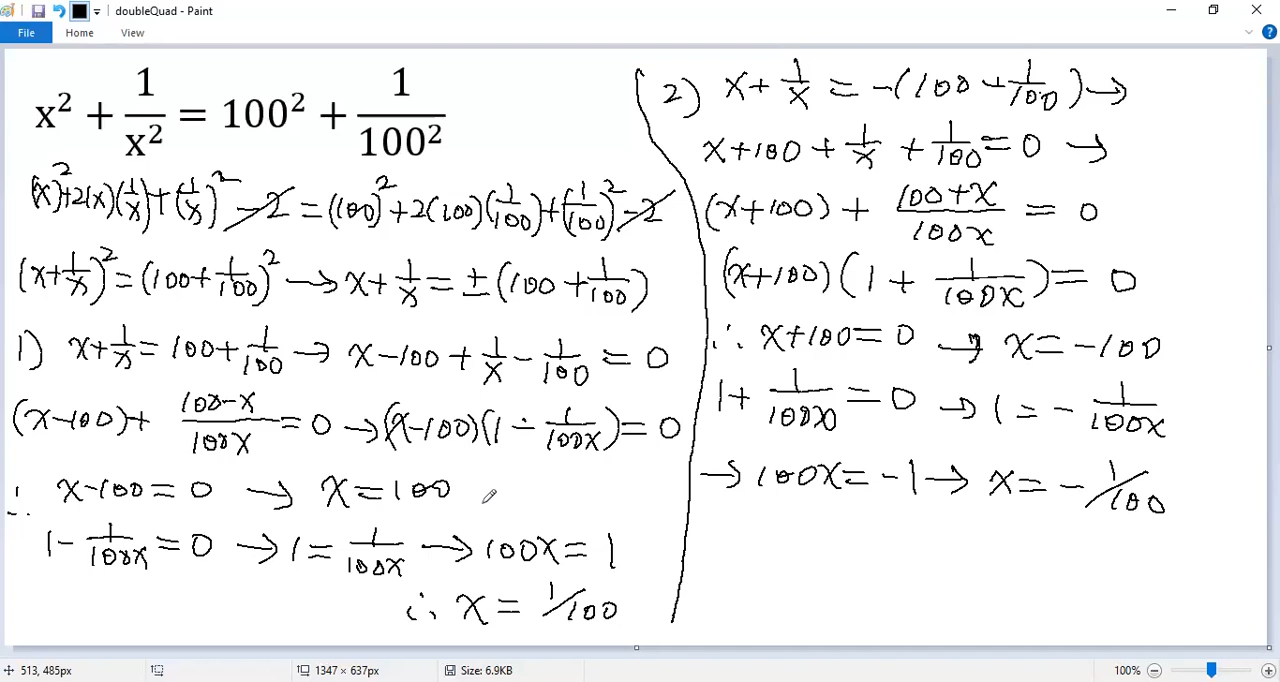 doubleQuad - Paint
File Home View
x² + 1/x² = 100² + 1/100²
(x)² + 2(x)(1/x) + (1/x)² - 2 = (100)² + 2(100)(1/100) + (1/100)² - 2
(x + 1/x)² = (100 + 1/100)² → x + 1/x = ± (100 + 1/100)
1) x + 1/x = 100 + 1/100 → x - 100 + 1/x - 1/100 = 0
(x - 100) + (100 - x)/100x = 0 → (x - 100)(1 - 1/100x) = 0
∴ x - 100 = 0 → x = 100
1 - 1/100x = 0 → 1 = 1/100x → 100x = 1
∴ x = 1/100
2) x + 1/x = -(100 + 1/100) →
x + 100 + 1/x + 1/100 = 0 →
(x + 100) + (100 + x)/100x = 0
(x + 100)(1 + 1/100x) = 0
∴ x + 100 = 0 → x = -100
1 + 1/100x = 0 → 1 = - 1/100x
→ 100x = -1 → x = - 1/100
513, 485px 1347 × 637px Size: 6.9KB 100%